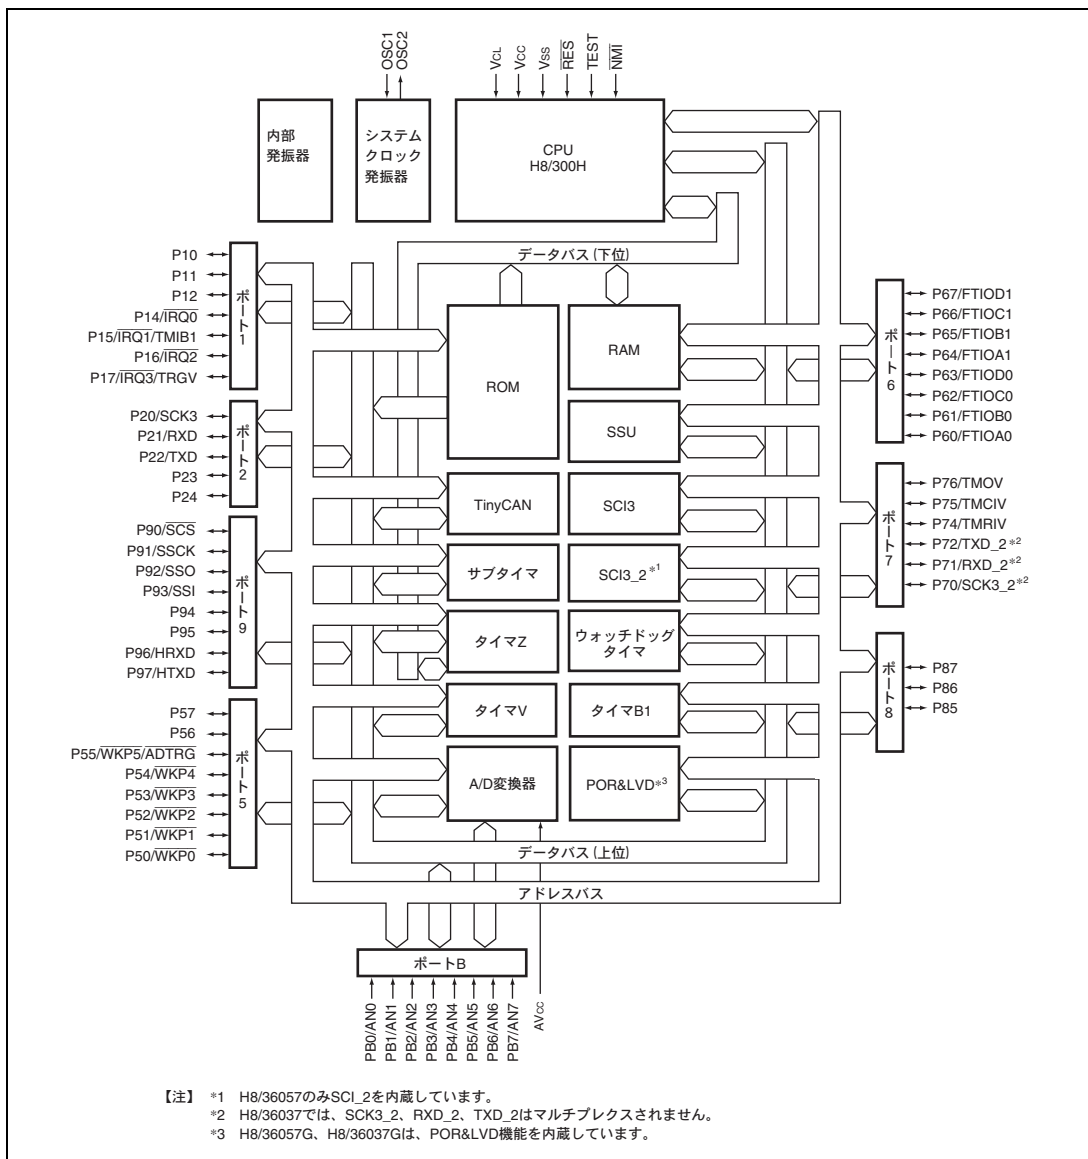 OSC1
OSC2
VCL
VCC
VSS
RES
TEST
NMI
内部
発振器
システム
クロック
発振器
CPU
H8/300H
データバス (下位)
P10
P11
P12
P14/IRQ0
P15/IRQ1/TMIB1
P16/IRQ2
P17/IRQ3/TRGV
ポート1
P20/SCK3
P21/RXD
P22/TXD
P23
P24
ポート2
P90/SCS
P91/SSCK
P92/SSO
P93/SSI
P94
P95
P96/HRXD
P97/HTXD
ポート9
P57
P56
P55/WKP5/ADTRG
P54/WKP4
P53/WKP3
P52/WKP2
P51/WKP1
P50/WKP0
ポート5
ROM
RAM
SSU
TinyCAN
SCI3
サブタイマ
SCI3_2*1
タイマZ
ウォッチドッグ
タイマ
タイマV
タイマB1
A/D変換器
POR&LVD*3
ポート6
P67/FTIOD1
P66/FTIOC1
P65/FTIOB1
P64/FTIOA1
P63/FTIOD0
P62/FTIOC0
P61/FTIOB0
P60/FTIOA0
ポート7
P76/TMOV
P75/TMCIV
P74/TMRIV
P72/TXD_2*2
P71/RXD_2*2
P70/SCK3_2*2
ポート8
P87
P86
P85
データバス (上位)
アドレスバス
ポートB
PB0/AN0
PB1/AN1
PB2/AN2
PB3/AN3
PB4/AN4
PB5/AN5
PB6/AN6
PB7/AN7
AVCC
【注】 *1 H8/36057のみSCI_2を内蔵しています。
*2 H8/36037では、SCK3_2、RXD_2、TXD_2はマルチプレクスされません。
*3 H8/36057G、H8/36037Gは、POR&LVD機能を内蔵しています。